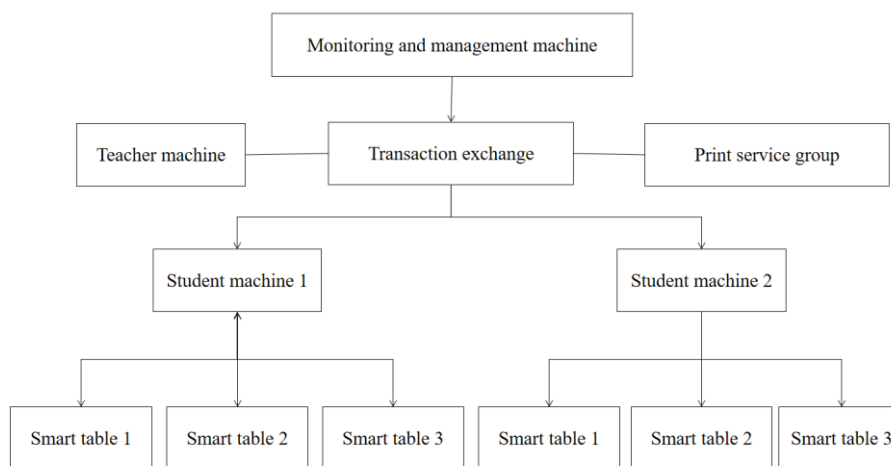 Monitoring and management machine
Teacher machine
Transaction exchange
Print service group
Student machine 1
Student machine 2
Smart table 1
Smart table 2
Smart table 3
Smart table 1
Smart table 2
Smart table 3